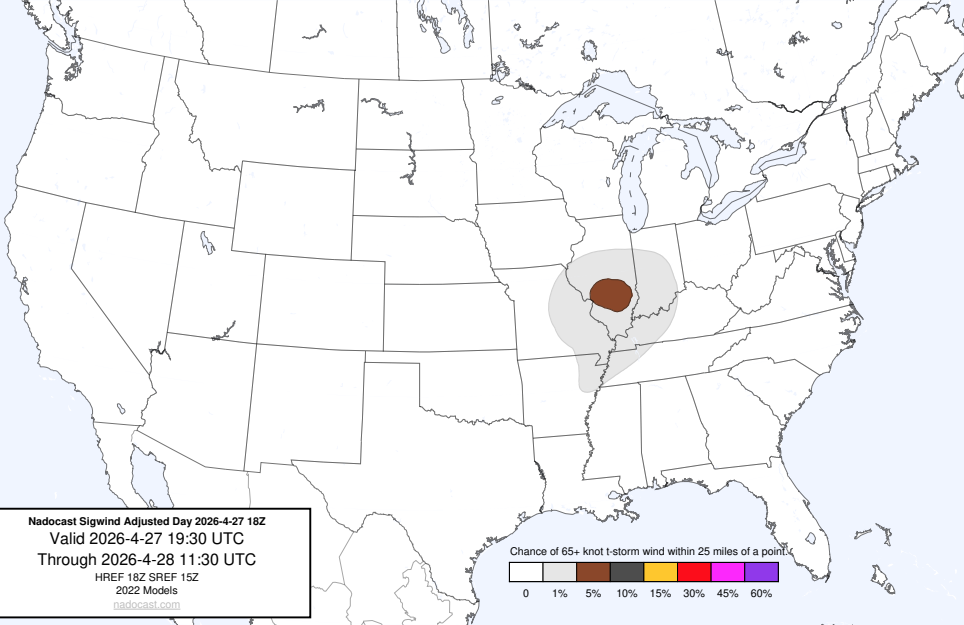 Nadocast Sigwind Adjusted Day 2026-4-27 18Z
Valid 2026-4-27 19:30 UTC
Through 2026-4-28 11:30 UTC
HREF 18Z SREF 15Z
2022 Models
nadocast.com
Chance of 65+ knot t-storm wind within 25 miles of a point.
0 1% 5% 10% 15% 30% 45% 60%